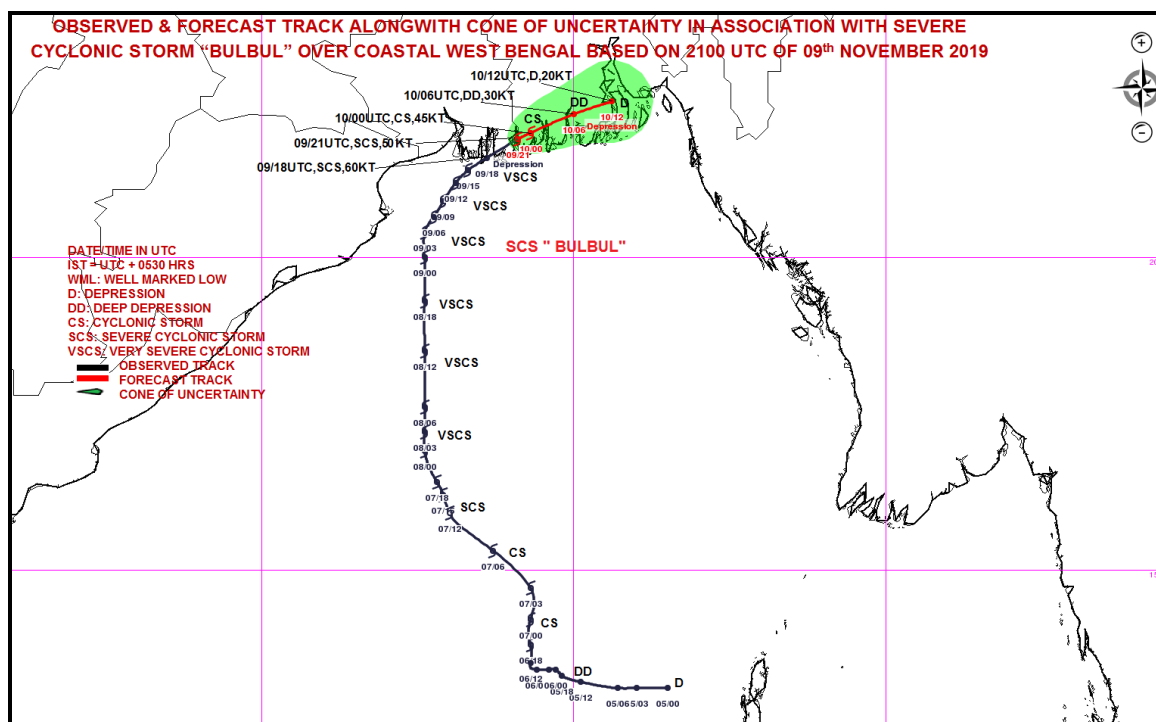 OBSERVED & FORECAST TRACK ALONGWITH CONE OF UNCERTAINTY IN ASSOCIATION WITH SEVERE
CYCLONIC STORM “BULBUL” OVER COASTAL WEST BENGAL BASED ON 2100 UTC OF 09th NOVEMBER 2019
10/12UTC,D,20KT
10/06UTC,DD,30KT
10/00UTC,CS,45KT
09/21UTC,SCS,50KT
09/18UTC,SCS,60KT
D
DD
CS
10/12
Depression
10/06
10/00
09/21
Depression
09/18
VSCS
09/15
09/12
VSCS
09/09
09/06
VSCS
09/03
09/00
SCS " BULBUL"
DATE/TIME IN UTC
IST = UTC + 0530 HRS
WML: WELL MARKED LOW
D: DEPRESSION
DD: DEEP DEPRESSION
CS: CYCLONIC STORM
SCS: SEVERE CYCLONIC STORM
VSCS: VERY SEVERE CYCLONIC STORM
OBSERVED TRACK
FORECAST TRACK
CONE OF UNCERTAINTY
20
VSCS
08/18
VSCS
08/12
08/06
VSCS
08/03
08/00
07/18
SCS
07/12
CS
07/06
15
07/03
CS
07/00
06/18
06/12
06/00
DD
05/18
05/12
D
05/06
05/03
05/00